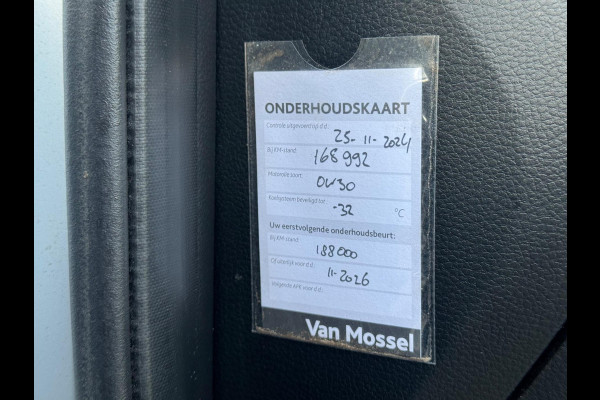 ONDERHOUDSKAART
Controle uitgevoerd op d.d.: 25-11-2024
Bij KM-stand: 168992
Motorolie soort: 0W30
Koelsysteem beveiligd tot: -32 °C
Uw eerstvolgende onderhoudsbeurt:
Bij KM-stand: 188000
Of uiterlijk voor d.d.: 11-2026
Volgende APK voor d.d.:
Van Mossel